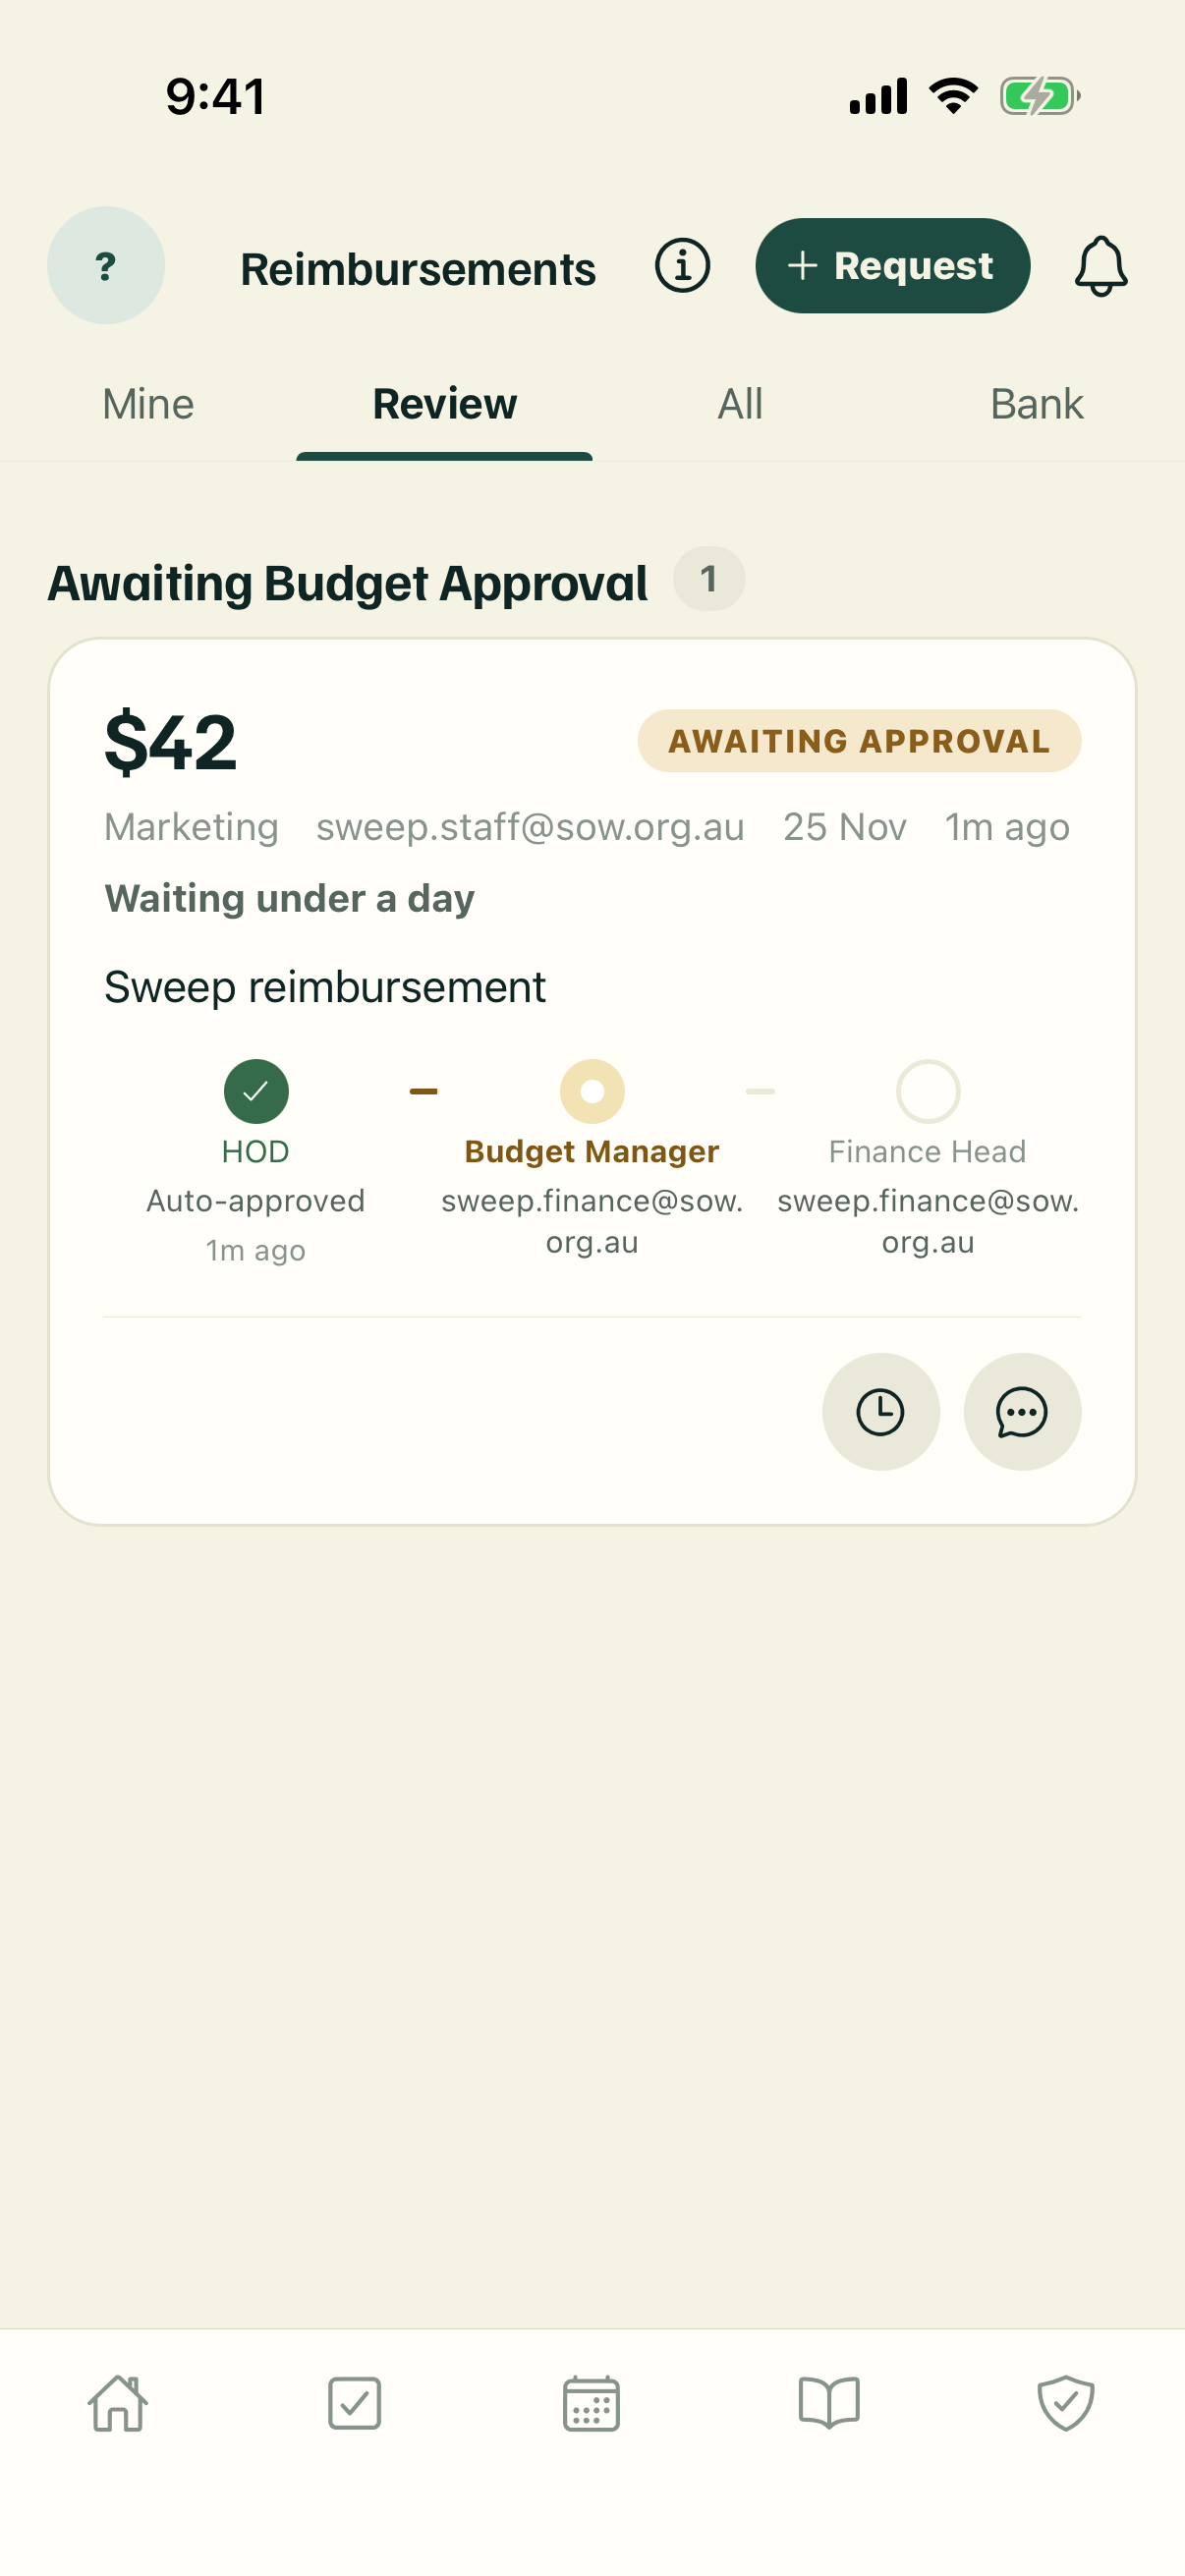 9:41
? Reimbursements + Request
Mine Review All Bank
Awaiting Budget Approval 1
$42 AWAITING APPROVAL
Marketing sweep.staff@sow.org.au 25 Nov 1m ago
Waiting under a day
Sweep reimbursement
HOD Budget Manager Finance Head
Auto-approved sweep.finance@sow. sweep.finance@sow.
1m ago org.au org.au